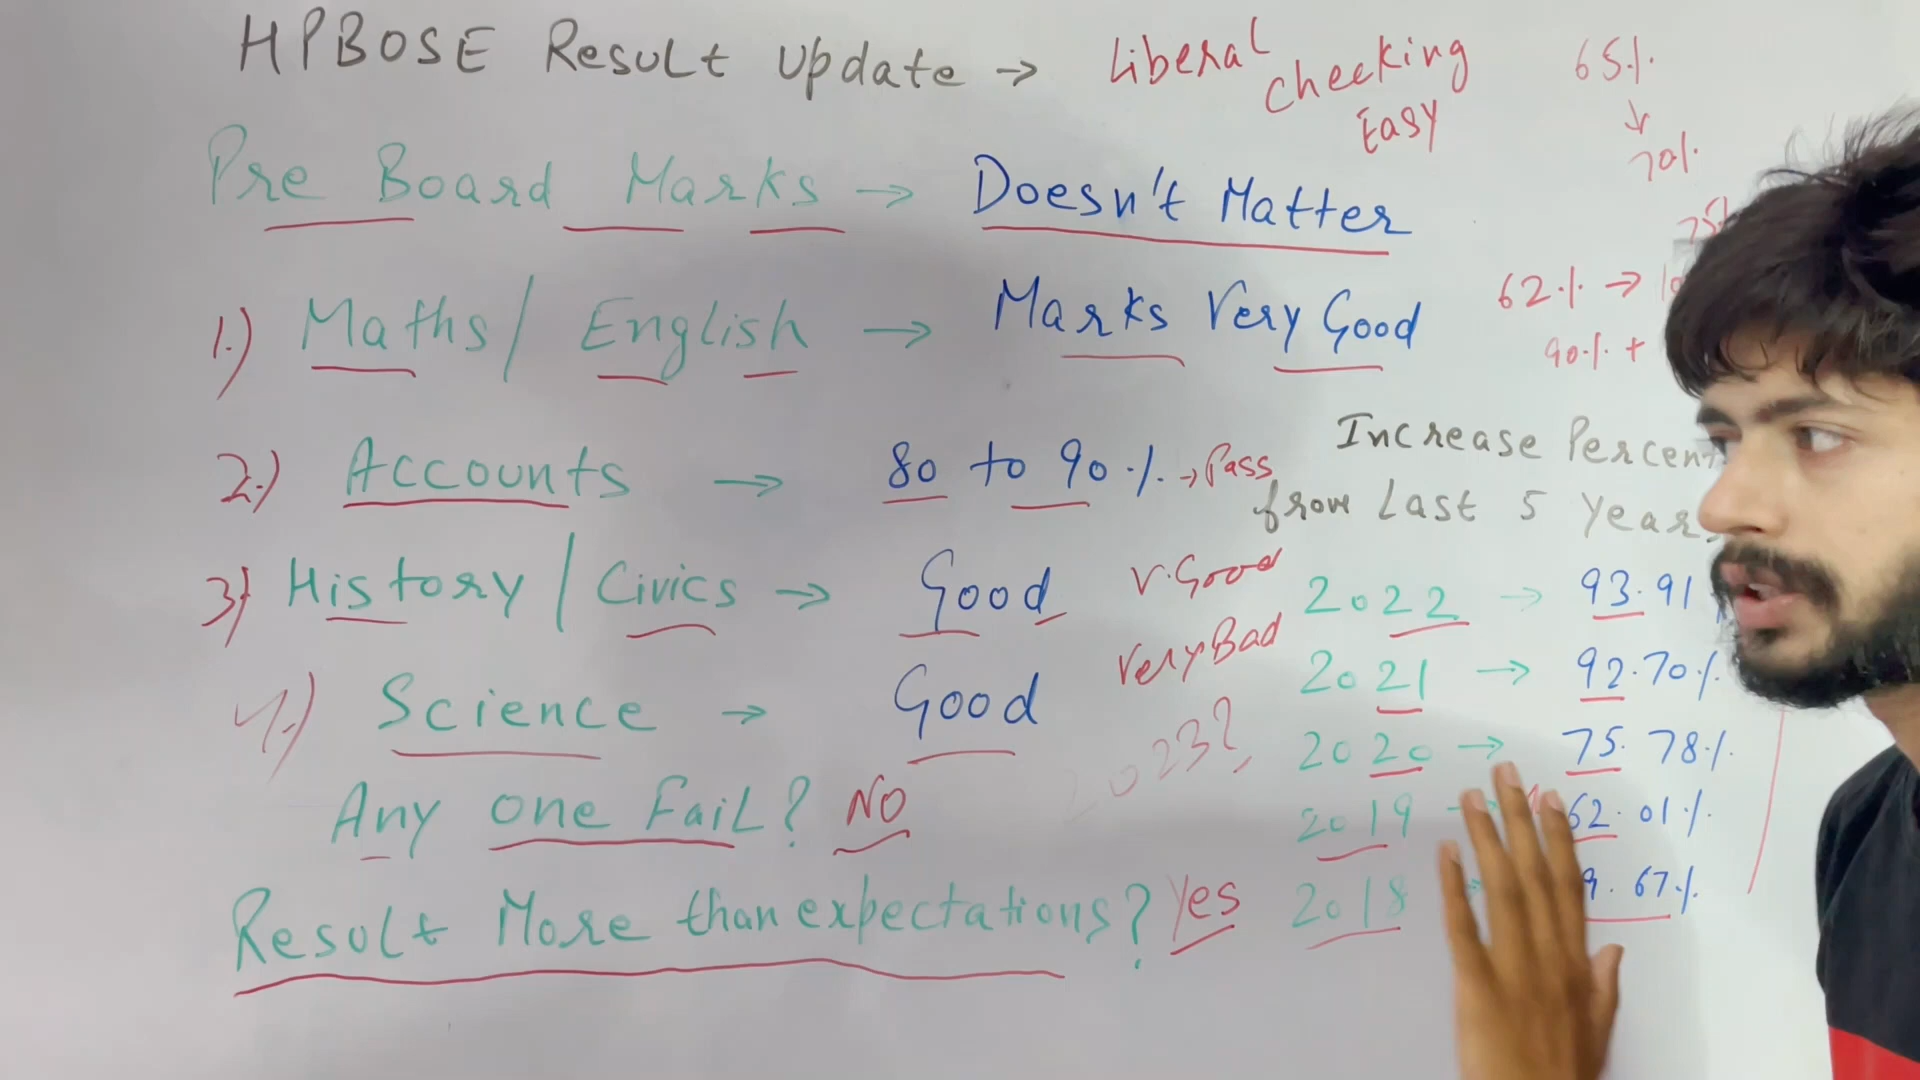 HPBOSE Result Update → Liberal checking Easy
65%
↓
70%
Pre Board Marks → Doesn't Matter
1.) Maths / English → Marks Very Good
62% →
90% +
2.) Accounts → 80 to 90% → Pass
Increase Percent
from Last 5 Years
3) History / Civics → Good V. Good
Very Bad
4.) Science → Good
2023?
Any one Fail? NO
Result More than expectations? Yes
2022 → 93.91
2021 → 92.70%
2020 → 75.78%
2019 → 62.01%
2018 9.67%